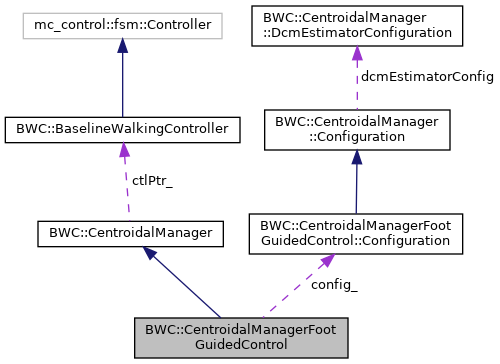 mc_control::fsm::Controller
BWC::CentroidalManager
::DcmEstimatorConfiguration
dcmEstimatorConfig
BWC::BaselineWalkingController
BWC::CentroidalManager
::Configuration
ctlPtr_
BWC::CentroidalManager
BWC::CentroidalManagerFoot
GuidedControl::Configuration
config_
BWC::CentroidalManagerFoot
GuidedControl